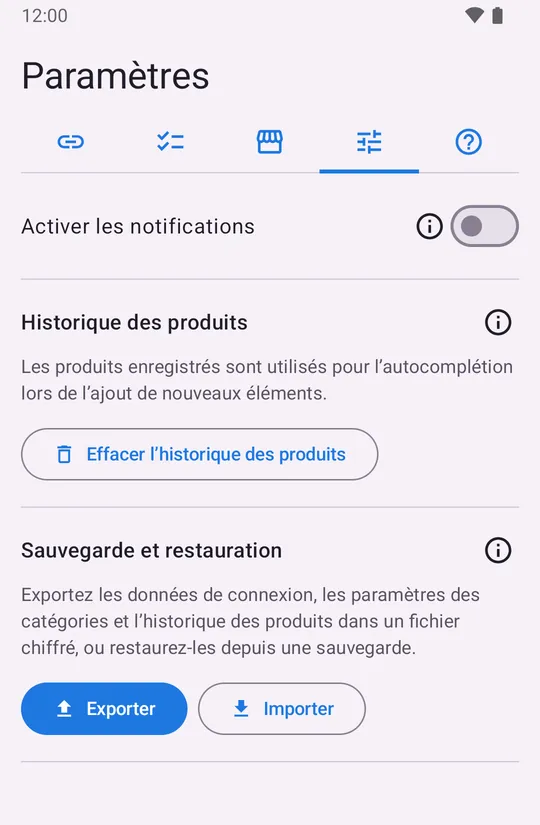 12:00
Paramètres
Activer les notifications
Historique des produits
Les produits enregistrés sont utilisés pour l’autocomplétion
lors de l’ajout de nouveaux éléments.
Effacer l’historique des produits
Sauvegarde et restauration
Exportez les données de connexion, les paramètres des
catégories et l’historique des produits dans un fichier
chiffré, ou restaurez-les depuis une sauvegarde.
Exporter
Importer